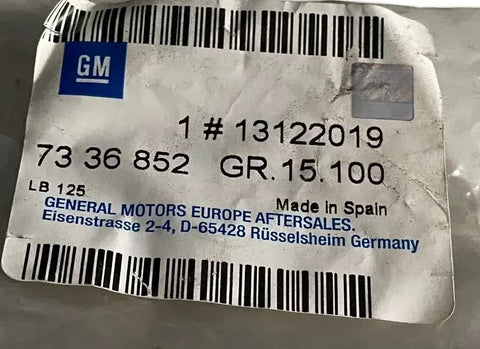 GM
1 # 13122019
73 36 852 GR.15.100
LB 125 Made in Spain
GENERAL MOTORS EUROPE AFTERSALES.
Eisenstrasse 2-4, D-65428 Rüsselsheim Germany